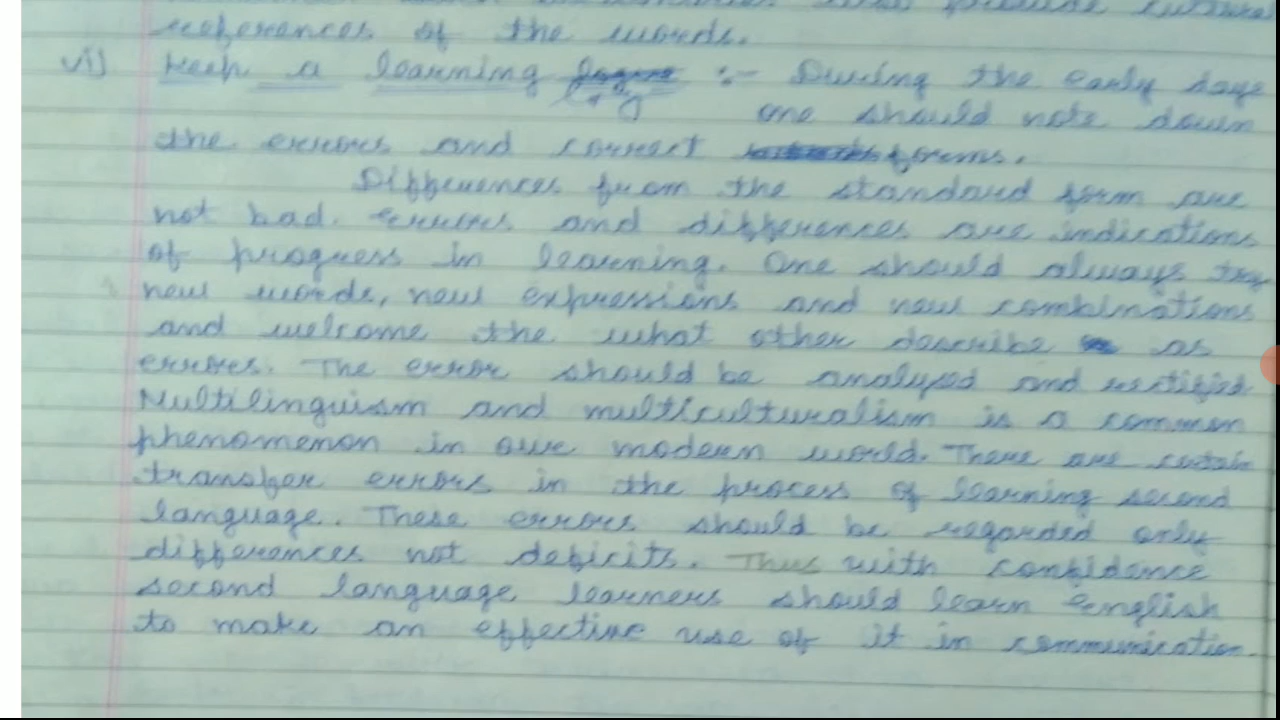 references of the words.
vi) Keep a learning log :- During the early days
one should note down
the errors and correct forms.
Differences from the standard form are
not bad. errors and differences are indications
of progress in learning. One should always try
new words, new expressions and new combinations
and welcome the what other describe as
errors. The error should be analysed and rectified
Multilinguism and multiculturalism is a common
phenomenon in our modern world. There are certain
transfer errors in the process of learning second
language. These errors should be regarded only
differences not deficits. Thus with confidence
second language learners should learn English
to make an effective use of it in communication.